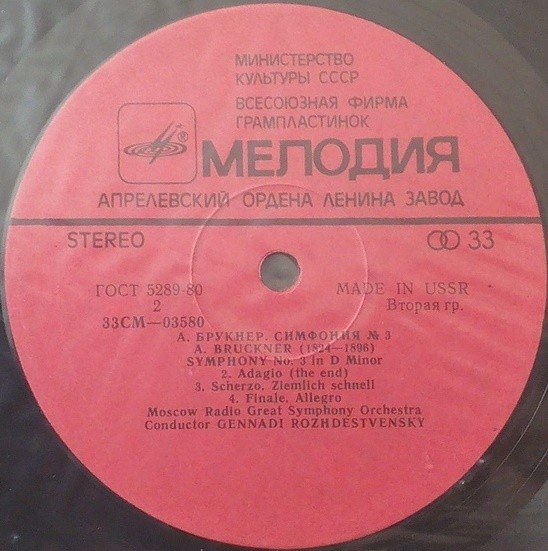 МИНИСТЕРСТВО
КУЛЬТУРЫ СССР
ВСЕСОЮЗНАЯ ФИРМА
ГРАМПЛАСТИНОК
® МЕЛОДИЯ
АПРЕЛЕВСКИЙ ОРДЕНА ЛЕНИНА ЗАВОД
STEREO 33
ГОСТ 5289-80 MADE IN USSR
2 Вторая гр.
33СМ—03580
А. БРУКНЕР. СИМФОНИЯ № 3
A. BRUCKNER (1824—1896)
SYMPHONY No. 3 in D Minor
2. Adagio (the end)
3. Scherzo. Ziemlich schnell
4. Finale. Allegro
Moscow Radio Great Symphony Orchestra
Conductor GENNADI ROZHDESTVENSKY